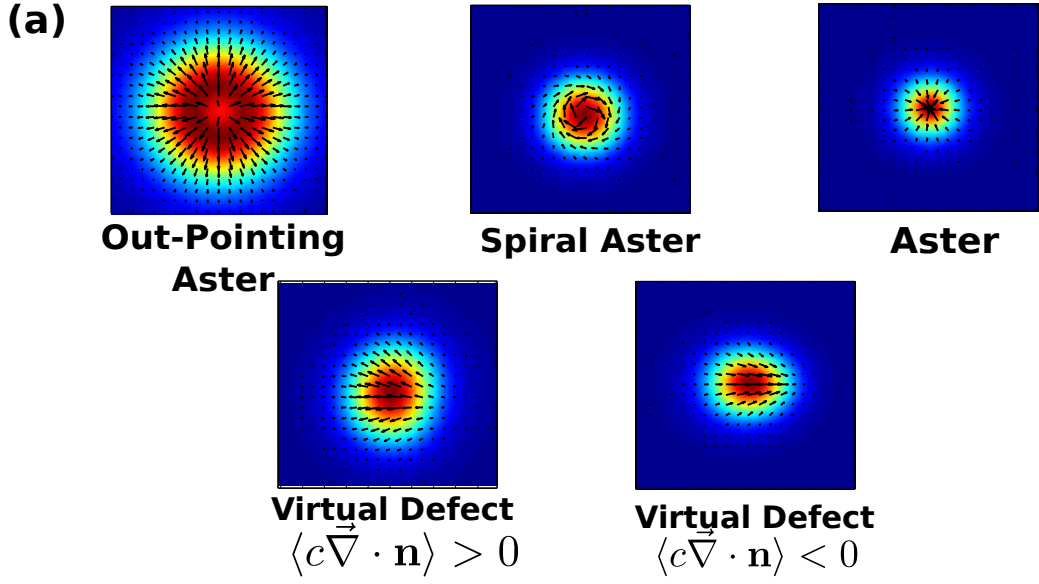 (a)
Out-Pointing
Aster
Spiral Aster
Aster
Virtual Defect
⟨c∇⃗ · n⟩ > 0
Virtual Defect
⟨c∇⃗ · n⟩ < 0